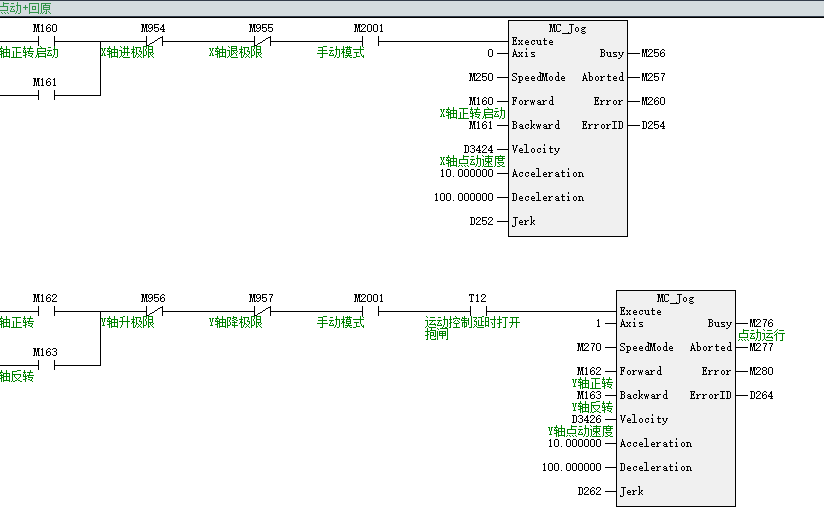 点动+回原
M160 M954 M955 M2001 MC_Jog
轴正转启动 X轴进极限 X轴退极限 手动模式 Execute
0 Axis Busy M256
M161
M250 SpeedMode Aborted M257
M160 Forward Error M260
X轴正转启动
M161 Backward ErrorID D254
D3424 Velocity
X轴点动速度
10.000000 Acceleration
100.000000 Deceleration
D252 Jerk
M162 M956 M957 M2001 T12 MC_Jog
轴正转 Y轴升极限 Y轴降极限 手动模式 运动控制延时打开 Execute
抱闸
1 Axis Busy M276
点动运行
M163
轴反转
M270 SpeedMode Aborted M277
M162 Forward Error M280
Y轴正转
M163 Backward ErrorID D264
Y轴反转
D3426 Velocity
Y轴点动速度
10.000000 Acceleration
100.000000 Deceleration
D262 Jerk